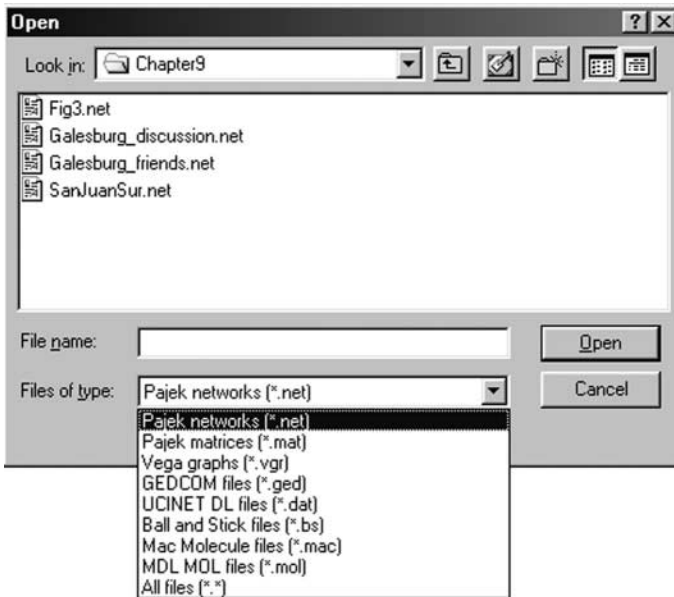 Open
Look in: Chapter9
Fig3.net
Galesburg_discussion.net
Galesburg_friends.net
SanJuanSur.net
File name: Open
Files of type: Pajek networks (*.net) Cancel
Pajek networks (*.net)
Pajek matrices (*.mat)
Vega graphs (*.vgr)
GEDCOM files (*.ged)
UCINET DL files (*.dat)
Ball and Stick files (*.bs)
Mac Molecule files (*.mac)
MDL MOL files (*.mol)
All files (*.*)